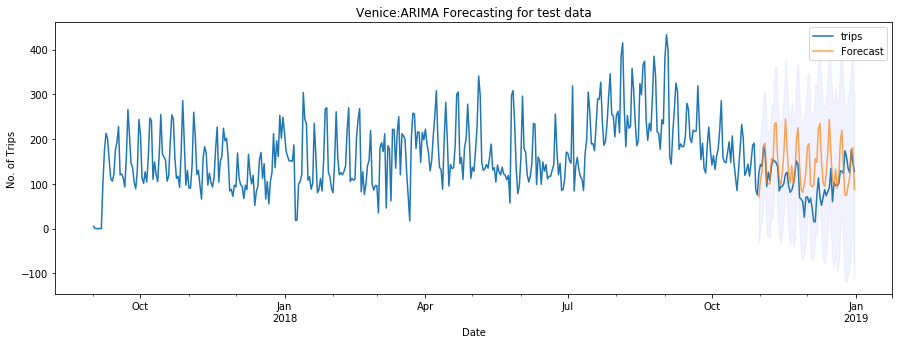 Venice:ARIMA Forecasting for test data
trips
Forecast
No. of Trips
400
300
200
100
0
−100
Oct
Jan
2018
Apr
Jul
Oct
Jan
2019
Date